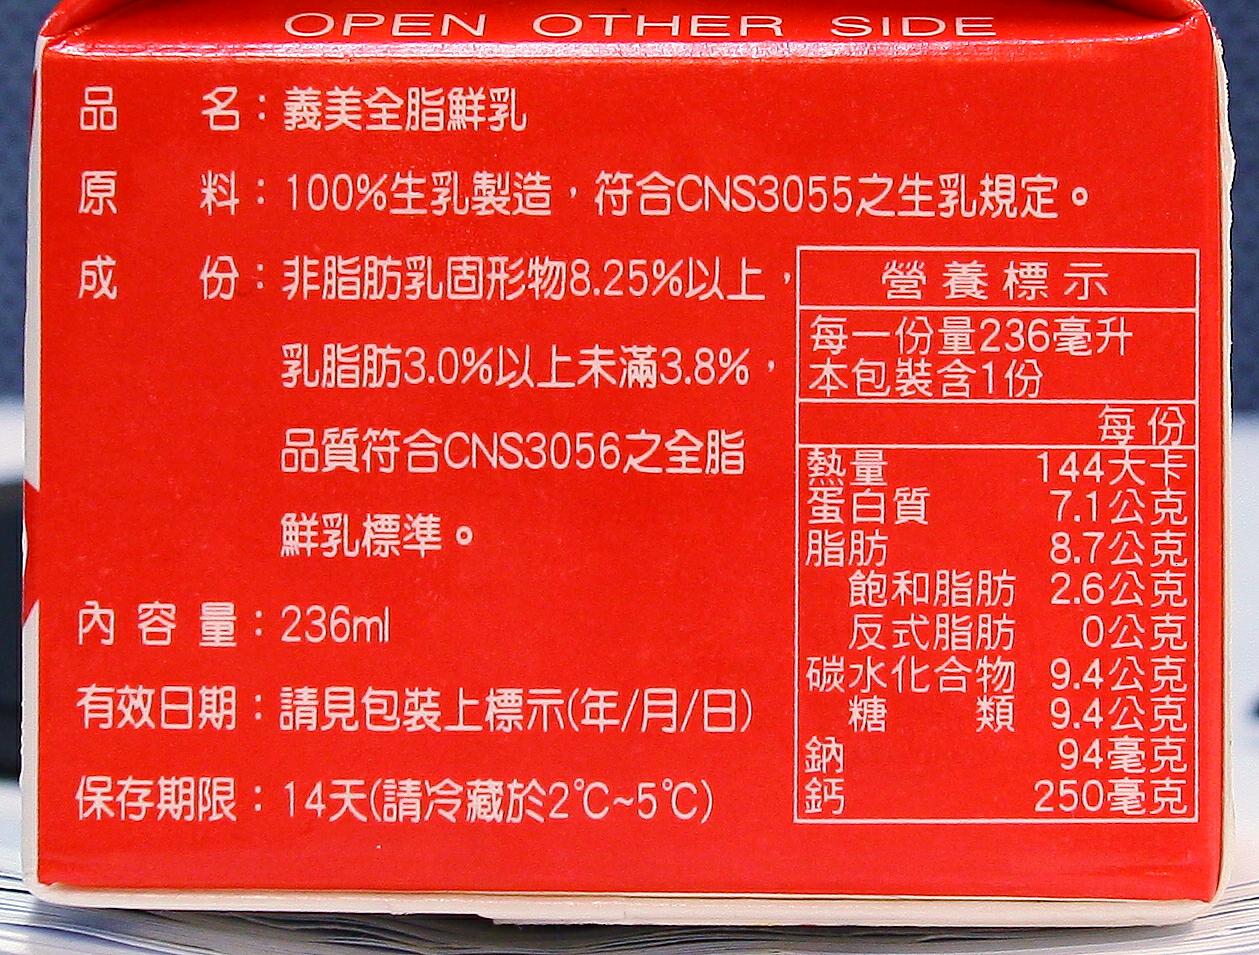 OPEN OTHER SIDE
品　　名：義美全脂鮮乳
原　　料：100%生乳製造，符合CNS3055之生乳規定。
成　　份：非脂肪乳固形物8.25%以上，
乳脂肪3.0%以上未滿3.8%，
品質符合CNS3056之全脂
鮮乳標準。
內 容 量：236ml
有效日期：請見包裝上標示(年/月/日)
保存期限：14天(請冷藏於2℃~5℃)
營養標示
每一份量236毫升
本包裝含1份
每份
熱量 144大卡
蛋白質 7.1公克
脂肪 8.7公克
飽和脂肪 2.6公克
反式脂肪 0公克
碳水化合物 9.4公克
糖　類 9.4公克
鈉 94毫克
鈣 250毫克